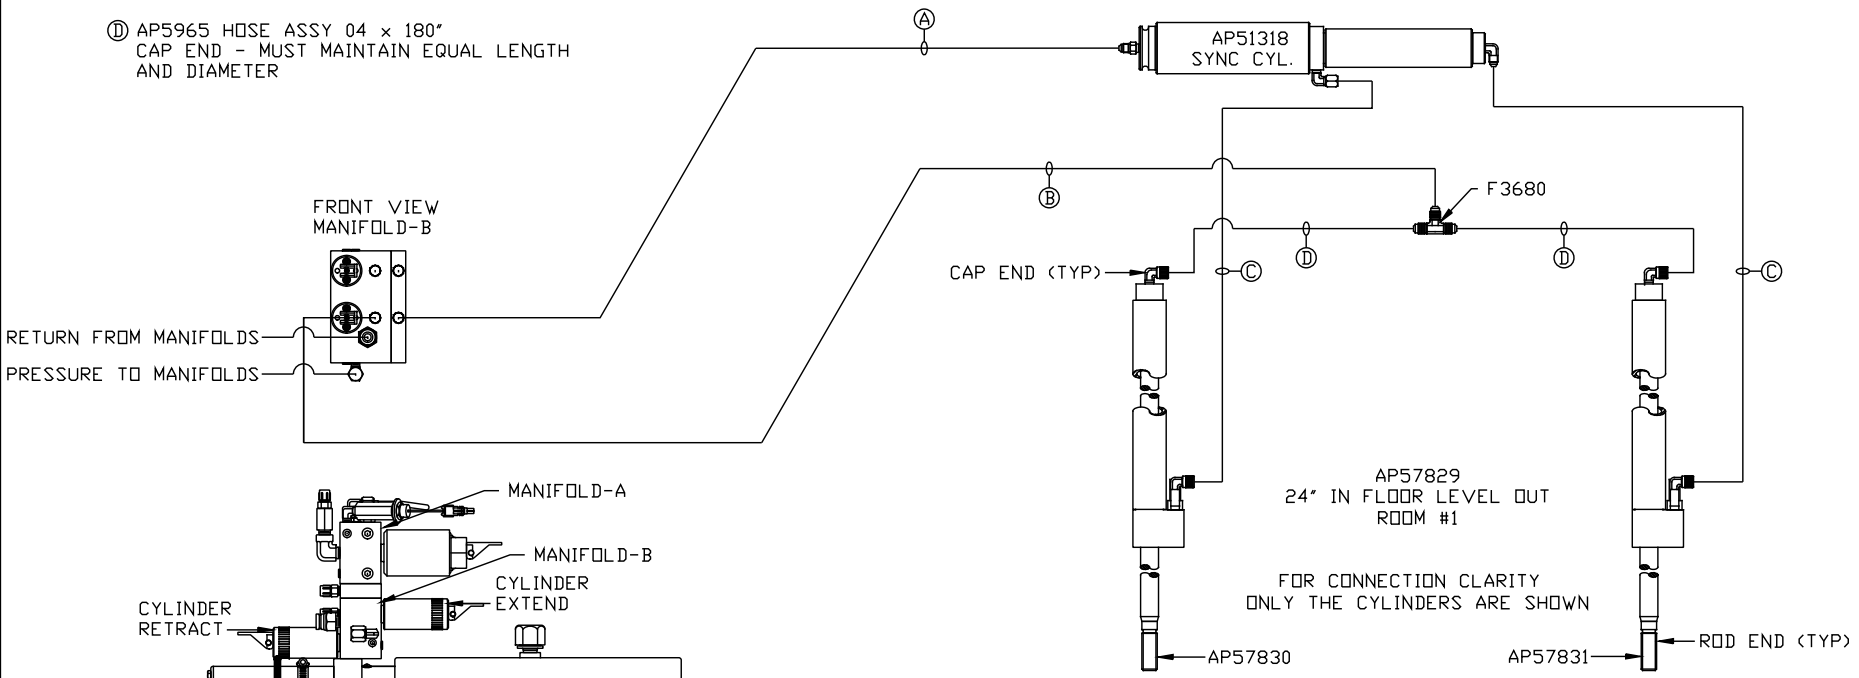 Ⓓ AP5965 HOSE ASSY 04 x 180"
CAP END - MUST MAINTAIN EQUAL LENGTH
AND DIAMETER
A
AP51318
SYNC CYL.
FRONT VIEW
MANIFOLD-B
B
F3680
D
D
CAP END (TYP)
C
C
RETURN FROM MANIFOLDS
PRESSURE TO MANIFOLDS
AP57829
24" IN FLOOR LEVEL OUT
ROOM #1
MANIFOLD-A
MANIFOLD-B
CYLINDER
EXTEND
CYLINDER
RETRACT
FOR CONNECTION CLARITY
ONLY THE CYLINDERS ARE SHOWN
AP57830
AP57831
ROD END (TYP)